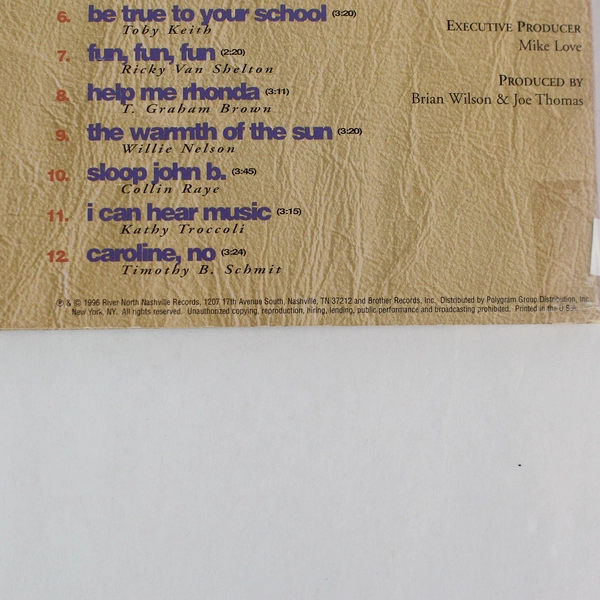 6. be true to your school (3:20)
Toby Keith
7. fun, fun, fun (2:20)
Ricky Van Shelton
8. help me rhonda (3:11)
T. Graham Brown
9. the warmth of the sun (3:20)
Willie Nelson
10. sloop john b. (3:45)
Collin Raye
11. i can hear music (3:15)
Kathy Troccoli
12. caroline, no (3:24)
Timothy B. Schmit
Executive Producer
Mike Love
Produced by
Brian Wilson & Joe Thomas
℗ & © 1996 River North Nashville Records, 1207 17th Avenue South, Nashville, TN 37212 and Brother Records, Inc. Distributed by Polygram Group Distribution, Inc.,
New York, NY. All rights reserved. Unauthorized copying, reproduction, hiring, lending, public performance and broadcasting prohibited. Printed in the U.S.A.